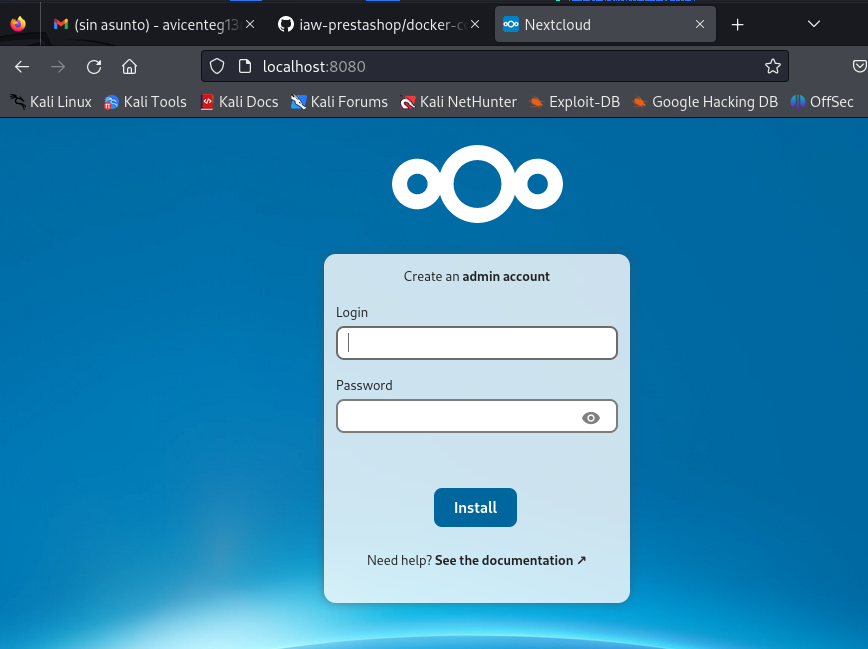 (sin asunto) - avicenteg13
iaw-prestashop/docker-co
Nextcloud
localhost:8080
Kali Linux Kali Tools Kali Docs Kali Forums Kali NetHunter Exploit-DB Google Hacking DB OffSec
Create an admin account
Login
Password
Install
Need help? See the documentation ↗